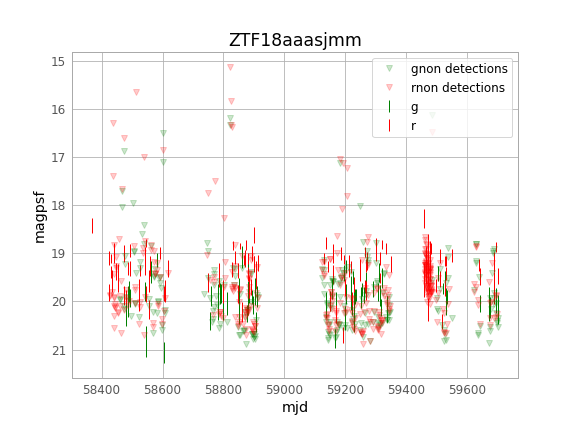 ZTF18aaasjmm
15
16
17
18
19
20
21
magpsf
gnon detections
rnon detections
g
r
58400
58600
58800
59000
59200
59400
59600
mjd